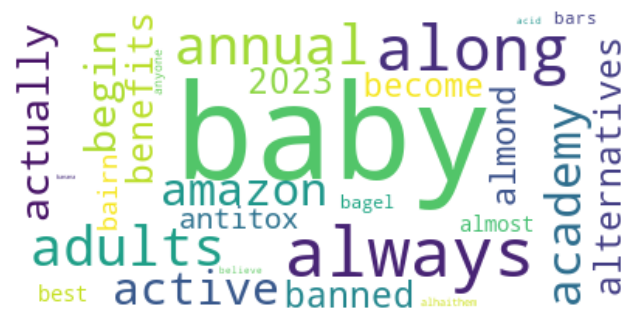 acid
bars
annual
along
actually
begin
benefits
anyone
2023
become
baby
almond
academy
alternatives
banana
bairn
amazon
bagel
antitox
almost
adults
always
believe
best
active
banned
alhaithem